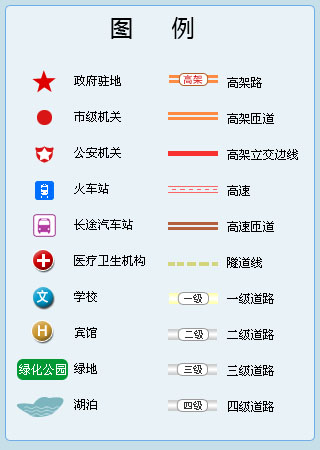 图 例
政府驻地 高架 高架路
市级机关 高架匝道
公安机关 高架立交边线
火车站 高速
长途汽车站 高速匝道
医疗卫生机构 隧道线
文 学校 一级 一级道路
H 宾馆 二级 二级道路
绿化公园 绿地 三级 三级道路
湖泊 四级 四级道路